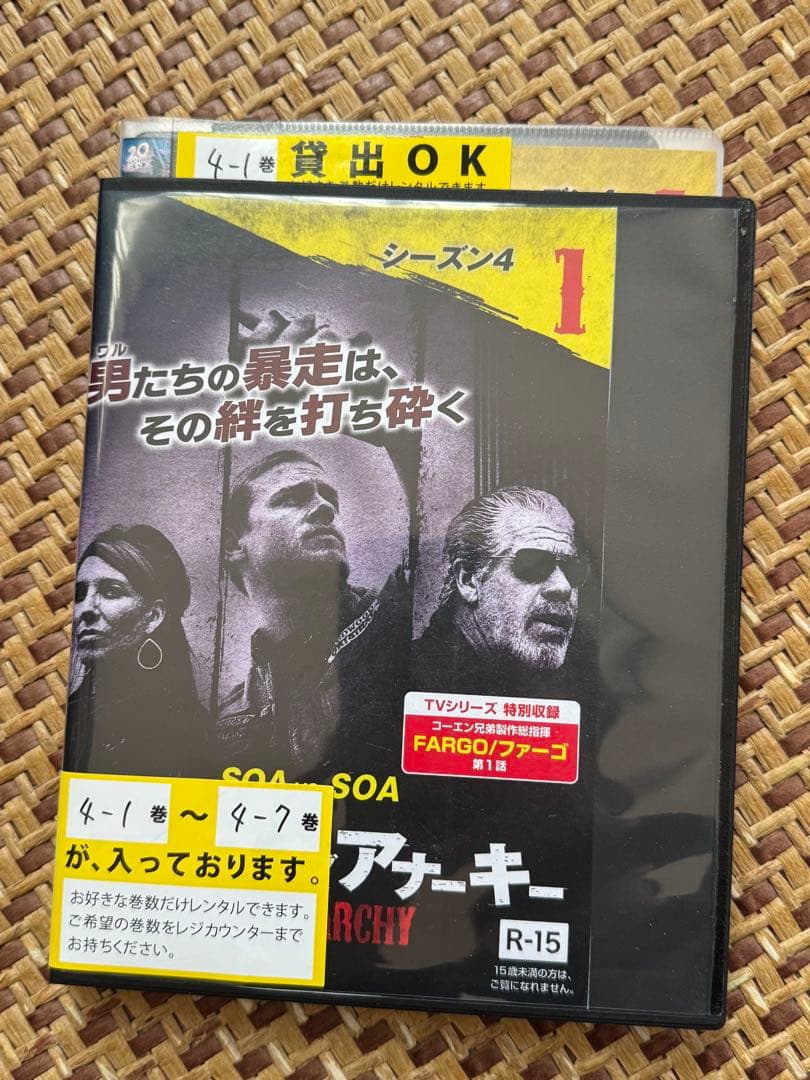 20
4-1 巻 貸出OK
シーズン4
1
ワル
男たちの暴走は、
その絆を打ち砕く
TVシリーズ 特別収録
コーエン兄弟製作総指揮
FARGO/ファーゴ
第1話
SOA
SOA
4-1 巻 〜 4-7 巻
が、入っております。
お好きな巻数だけレンタルできます。
ご希望の巻数をレジカウンターまで
お持ちください。
アナーキー
ARCHY
R-15
15歳未満の方は、
ご覧になれません。